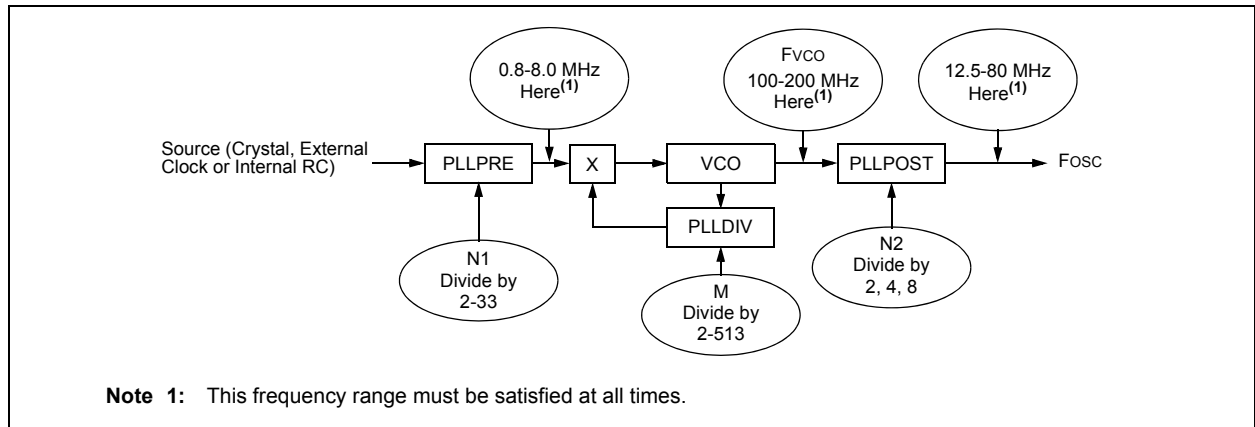 0.8-8.0 MHz
Here(1)
FVCO
100-200 MHz
Here(1)
12.5-80 MHz
Here(1)
Source (Crystal, External
Clock or Internal RC)
PLLPRE
X
VCO
PLLPOST
FOSC
PLLDIV
N1
Divide by
2-33
M
Divide by
2-513
N2
Divide by
2, 4, 8
Note 1: This frequency range must be satisfied at all times.